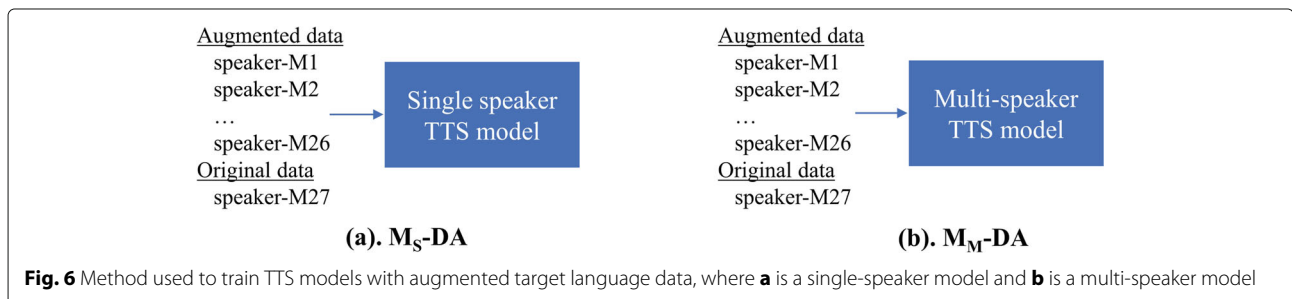 Augmented data
speaker-M1
speaker-M2
…
speaker-M26
Original data
speaker-M27
Single speaker
TTS model
(a). MS-DA
Augmented data
speaker-M1
speaker-M2
…
speaker-M26
Original data
speaker-M27
Multi-speaker
TTS model
(b). MM-DA
Fig. 6 Method used to train TTS models with augmented target language data, where a is a single-speaker model and b is a multi-speaker model